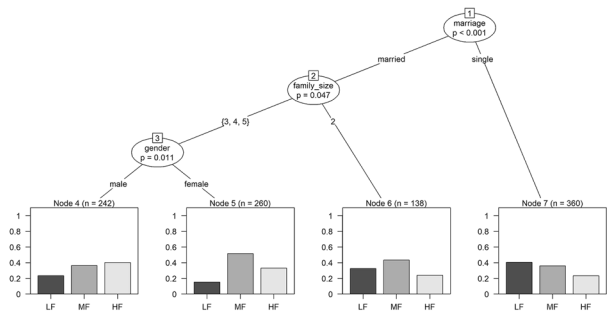 1
marriage
p < 0.001
married
single
2
family_size
p = 0.047
{3, 4, 5}
2
3
gender
p = 0.011
male
female
Node 4 (n = 242)
1
0.8
0.6
0.4
0.2
0
LF MF HF
Node 5 (n = 260)
1
0.8
0.6
0.4
0.2
0
LF MF HF
Node 6 (n = 138)
1
0.8
0.6
0.4
0.2
0
LF MF HF
Node 7 (n = 360)
1
0.8
0.6
0.4
0.2
0
LF MF HF